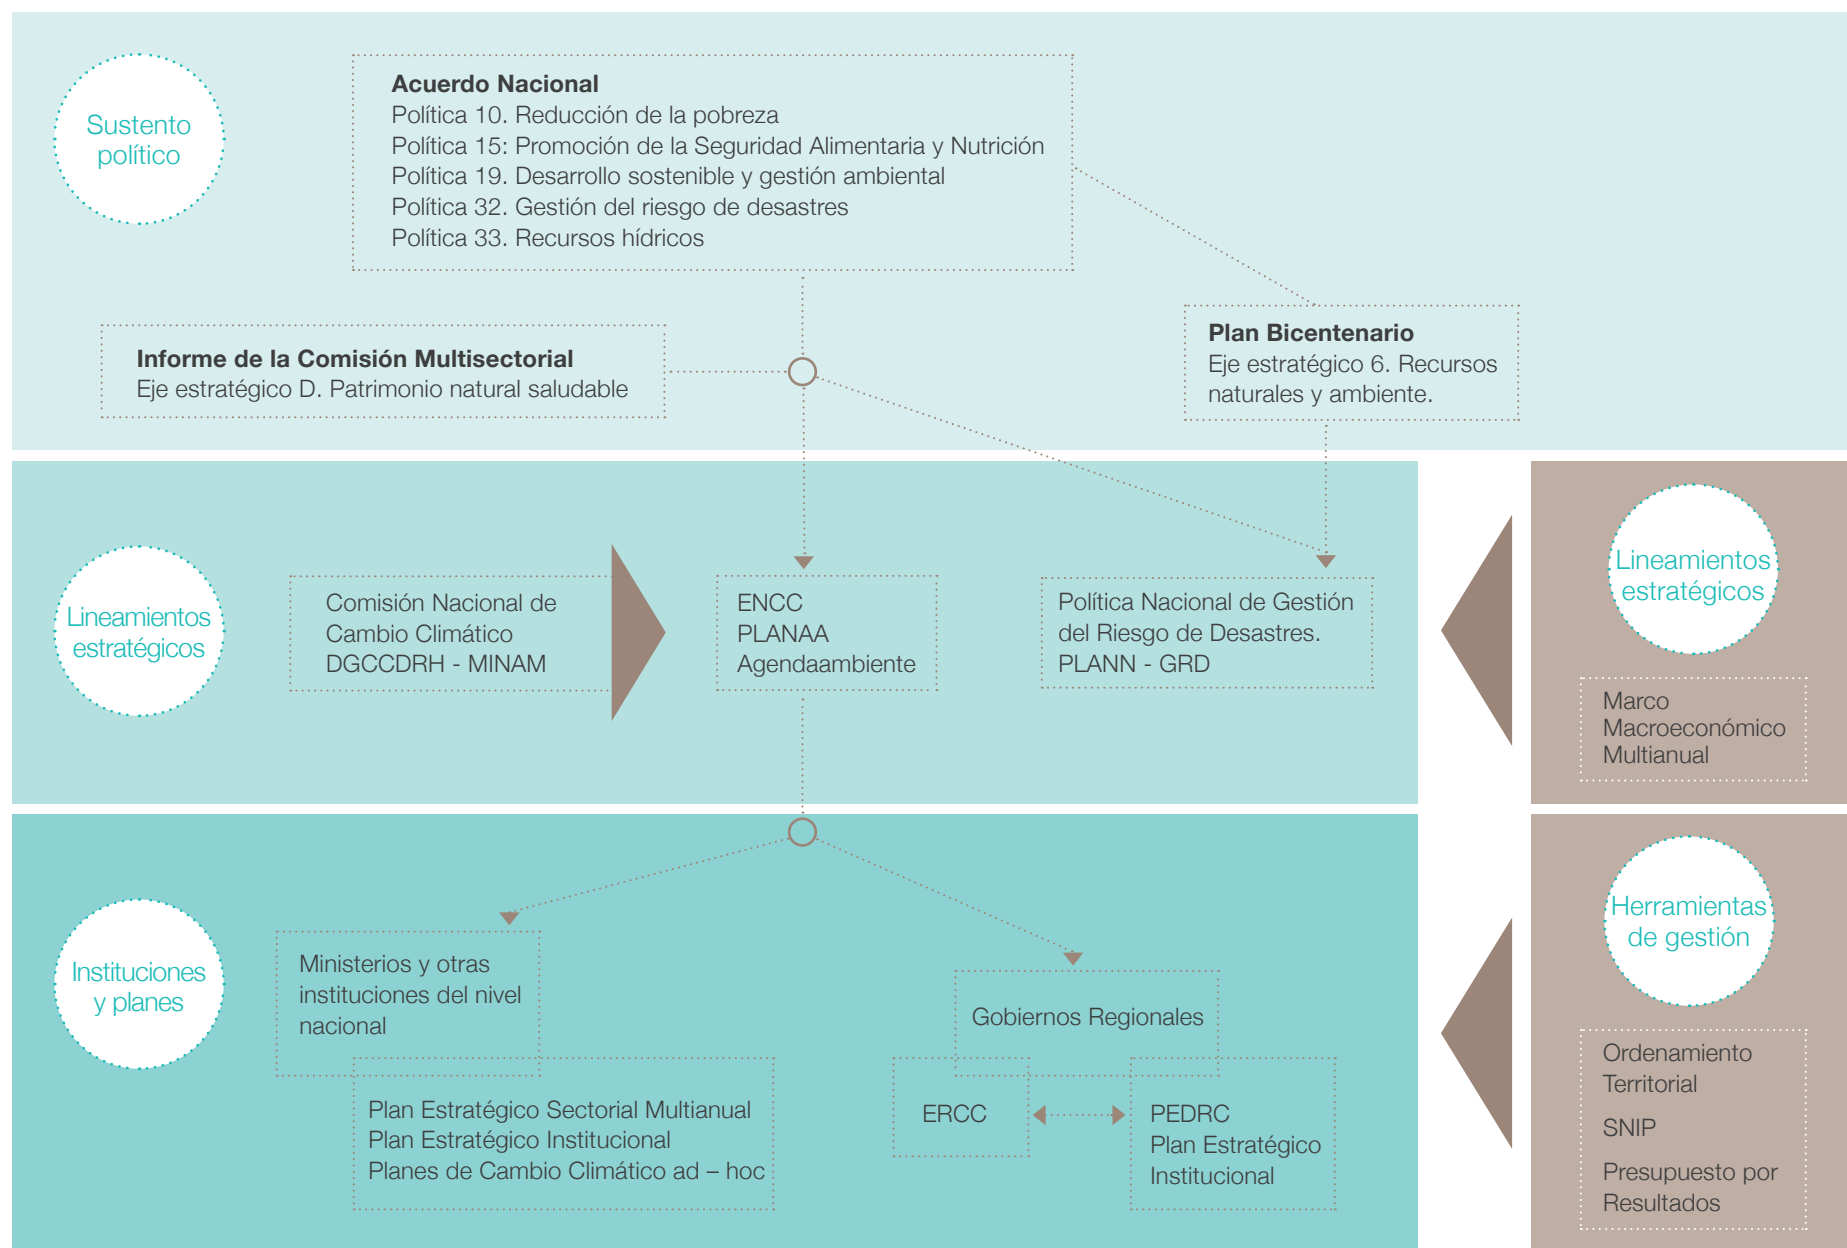 Sustento
político
Acuerdo Nacional
Política 10. Reducción de la pobreza
Política 15: Promoción de la Seguridad Alimentaria y Nutrición
Política 19. Desarrollo sostenible y gestión ambiental
Política 32. Gestión del riesgo de desastres
Política 33. Recursos hídricos
Informe de la Comisión Multisectorial
Eje estratégico D. Patrimonio natural saludable
Plan Bicentenario
Eje estratégico 6. Recursos
naturales y ambiente.
Lineamientos
estratégicos
Comisión Nacional de
Cambio Climático
DGCCDRH - MINAM
ENCC
PLANAA
Agendaambiente
Política Nacional de Gestión
del Riesgo de Desastres.
PLANN - GRD
Lineamientos
estratégicos
Marco
Macroeconómico
Multianual
Instituciones
y planes
Ministerios y otras
instituciones del nivel
nacional
Plan Estratégico Sectorial Multianual
Plan Estratégico Institucional
Planes de Cambio Climático ad – hoc
Gobiernos Regionales
ERCC
PEDRC
Plan Estratégico
Institucional
Herramientas
de gestión
Ordenamiento
Territorial
SNIP
Presupuesto por
Resultados